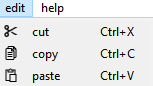 edit help
cut Ctrl+X
copy Ctrl+C
paste Ctrl+V